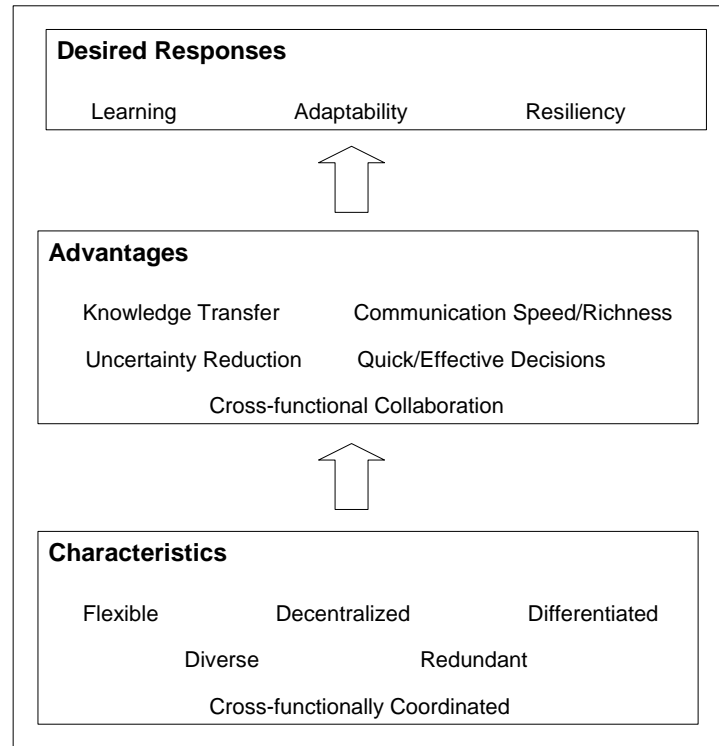 Desired Responses
Learning Adaptability Resiliency
Advantages
Knowledge Transfer Communication Speed/Richness
Uncertainty Reduction Quick/Effective Decisions
Cross-functional Collaboration
Characteristics
Flexible Decentralized Differentiated
Diverse Redundant
Cross-functionally Coordinated